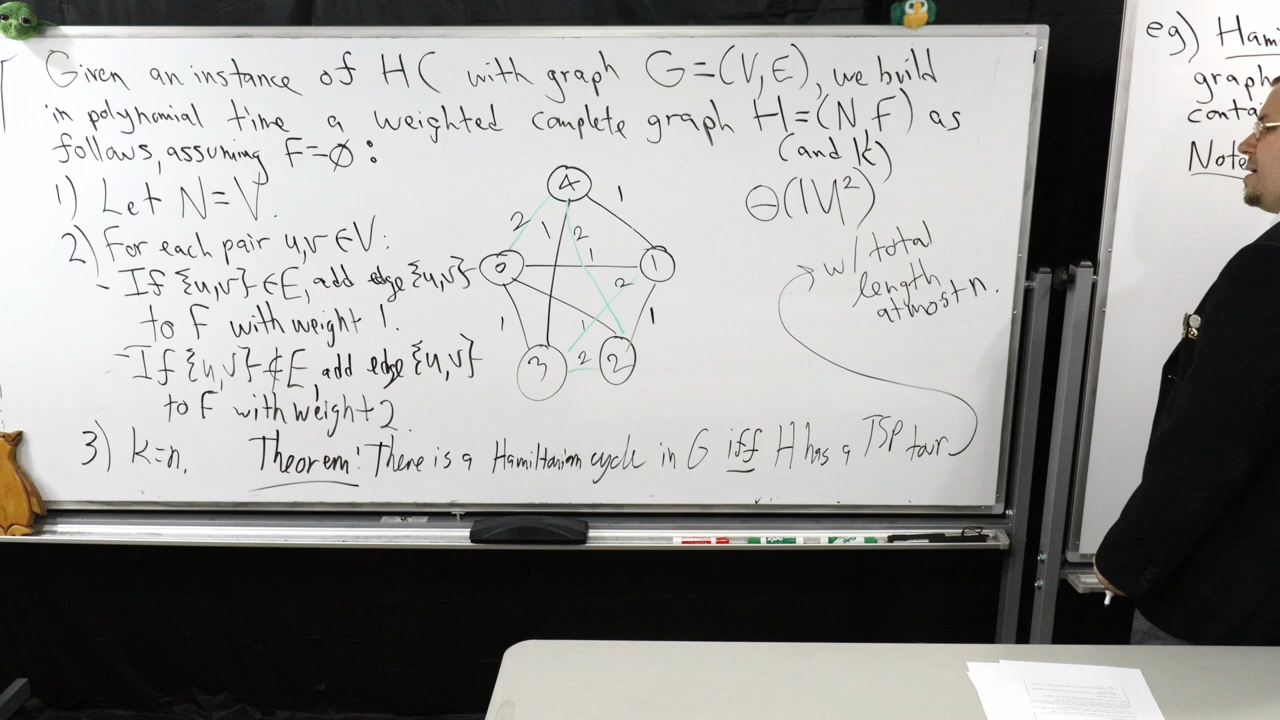 Given an instance of HC with graph G=(V,E), we build
in polynomial time a weighted complete graph H=(N,F) as
follows, assuming F=∅:
(and k)
1) Let N=V.
Θ(|V|²)
2) For each pair u,v∈V:
- If {u,v}∈E, add edge {u,v}
to F with weight 1.
- If {u,v}∉E, add edge {u,v}
to F with weight 2.
4
1
2
1
2
1
0
1
2
1
1
1
3
2
2
w/ total
length
at most n.
3) k=n.
Theorem: There is a Hamiltonian cycle in G iff H has a TSP tour
eg) Hami
graph
conta
Note